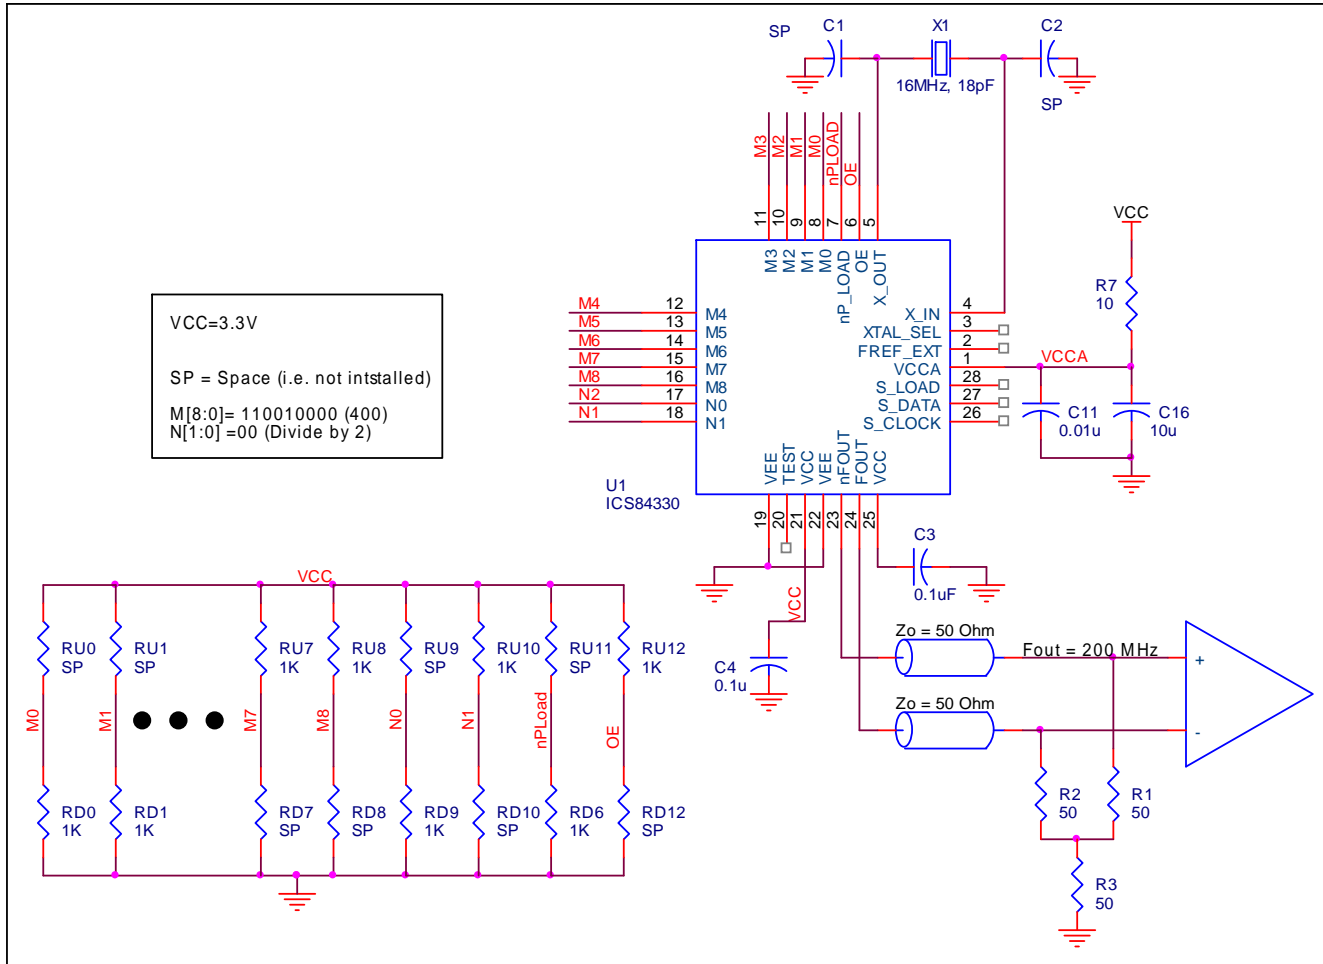 SP
C1
X1
C2
16MHz, 18pF
SP
M3
M2
M1
M0
nPLOAD
OE
11
10
9
8
7
6
5
M3
M2
M1
M0
nP_LOAD
OE
X_OUT
VCC
R7
10
VCC=3.3V
SP = Space (i.e. not intstalled)
M[8:0]= 110010000 (400)
N[1:0] =00 (Divide by 2)
M4 12 M4
M5 13 M5
M6 14 M6
M7 15 M7
M8 16 M8
N2 17 N0
N1 18 N1
X_IN 4
XTAL_SEL 3
FREF_EXT 2
VCCA 1 VCCA
S_LOAD 28
S_DATA 27
S_CLOCK 26
C11
0.01u
C16
10u
VEE
TEST
VCC
VEE
nFOUT
FOUT
VCC
U1
ICS84330
19
20
21
22
23
24
25
C3
0.1uF
VCC
C4
0.1u
VCC
RU0
SP
RU1
SP
RU7
1K
RU8
1K
RU9
SP
RU10
1K
RU11
SP
RU12
1K
M0
M1
M7
M8
N0
N1
nPLoad
OE
RD0
1K
RD1
1K
RD7
SP
RD8
SP
RD9
1K
RD10
SP
RD6
1K
RD12
SP
Zo = 50 Ohm
Fout = 200 MHz
Zo = 50 Ohm
+
-
R2
50
R1
50
R3
50